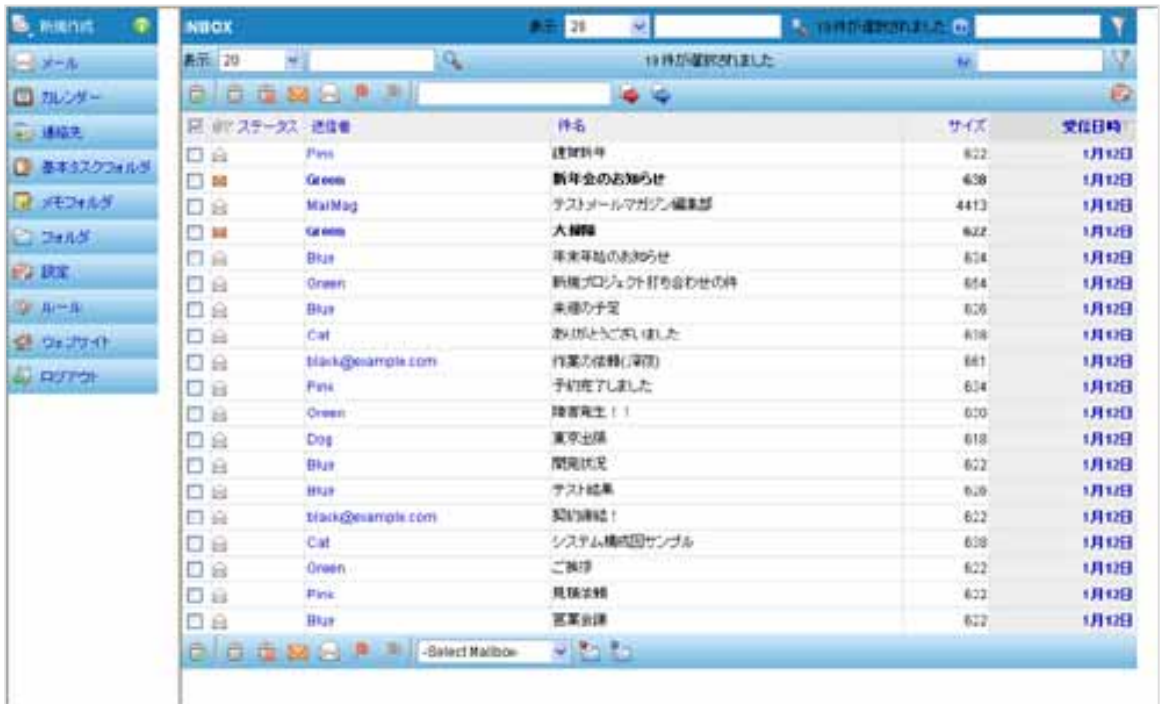 新規作成
メール
カレンダー
連絡先
基本タスクフォルダ
メモフォルダ
フォルダ
設定
ルール
ウェブサイト
ログアウト
INBOX 表示 20 19件が選択されました
表示 20 19件が選択されました
ステータス 送信者 件名 サイズ 受信日時
Pink 謹賀新年 622 1月12日
Green 新年会のお知らせ 638 1月12日
MailMag テストメールマガジン編集部 4413 1月12日
Green 大掃除 622 1月12日
Blue 年末年始のお知らせ 634 1月12日
Green 新規プロジェクト打ち合わせの件 654 1月12日
Blue 来週の予定 626 1月12日
Cat ありがとうございました 638 1月12日
black@example.com 作業の依頼(深夜) 661 1月12日
Pink 予約完了しました 634 1月12日
Green 障害発生!! 630 1月12日
Dog 東京出張 618 1月12日
Blue 開発状況 622 1月12日
Blue テスト結果 626 1月12日
black@example.com 契約締結! 622 1月12日
Cat システム構成図サンプル 638 1月12日
Green ご挨拶 622 1月12日
Pink 見積依頼 622 1月12日
Blue 営業会議 622 1月12日
-Select Mailbox-